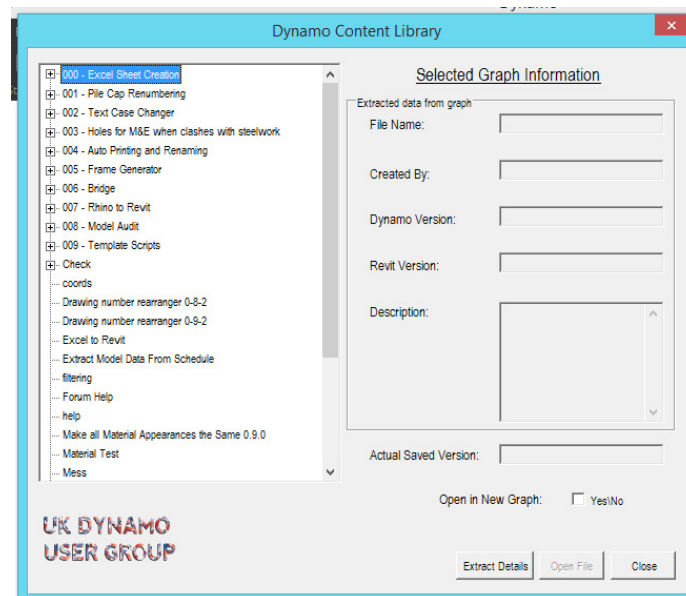 Dynamo Content Library
000 - Excel Sheet Creation
001 - Pile Cap Renumbering
002 - Text Case Changer
003 - Holes for M&E when clashes with steelwork
004 - Auto Printing and Renaming
005 - Frame Generator
006 - Bridge
007 - Rhino to Revit
008 - Model Audit
009 - Template Scripts
Check
coords
Drawing number rearranger 0-8-2
Drawing number rearranger 0-9-2
Excel to Revit
Extract Model Data From Schedule
filtering
Forum Help
help
Make all Material Appearances the Same 0.9.0
Material Test
Mess
UK DYNAMO
USER GROUP
Selected Graph Information
Extracted data from graph
File Name:
Created By:
Dynamo Version:
Revit Version:
Description:
Actual Saved Version:
Open in New Graph: Yes\No
Extract Details Open File Close